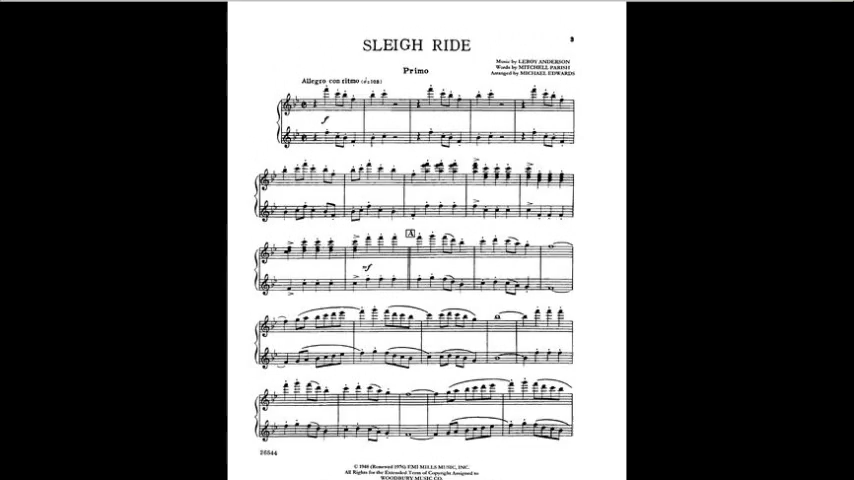 3
SLEIGH RIDE
Music by LEROY ANDERSON
Words by MITCHELL PARISH
Arranged by MICHAEL EDWARDS
Primo
Allegro con ritmo
f
A
mf
26544
© 1948 (Renewed 1976) EMI MILLS MUSIC, INC.
All Rights for the Extended Term of Copyright Assigned to
WOODBURY MUSIC CO.